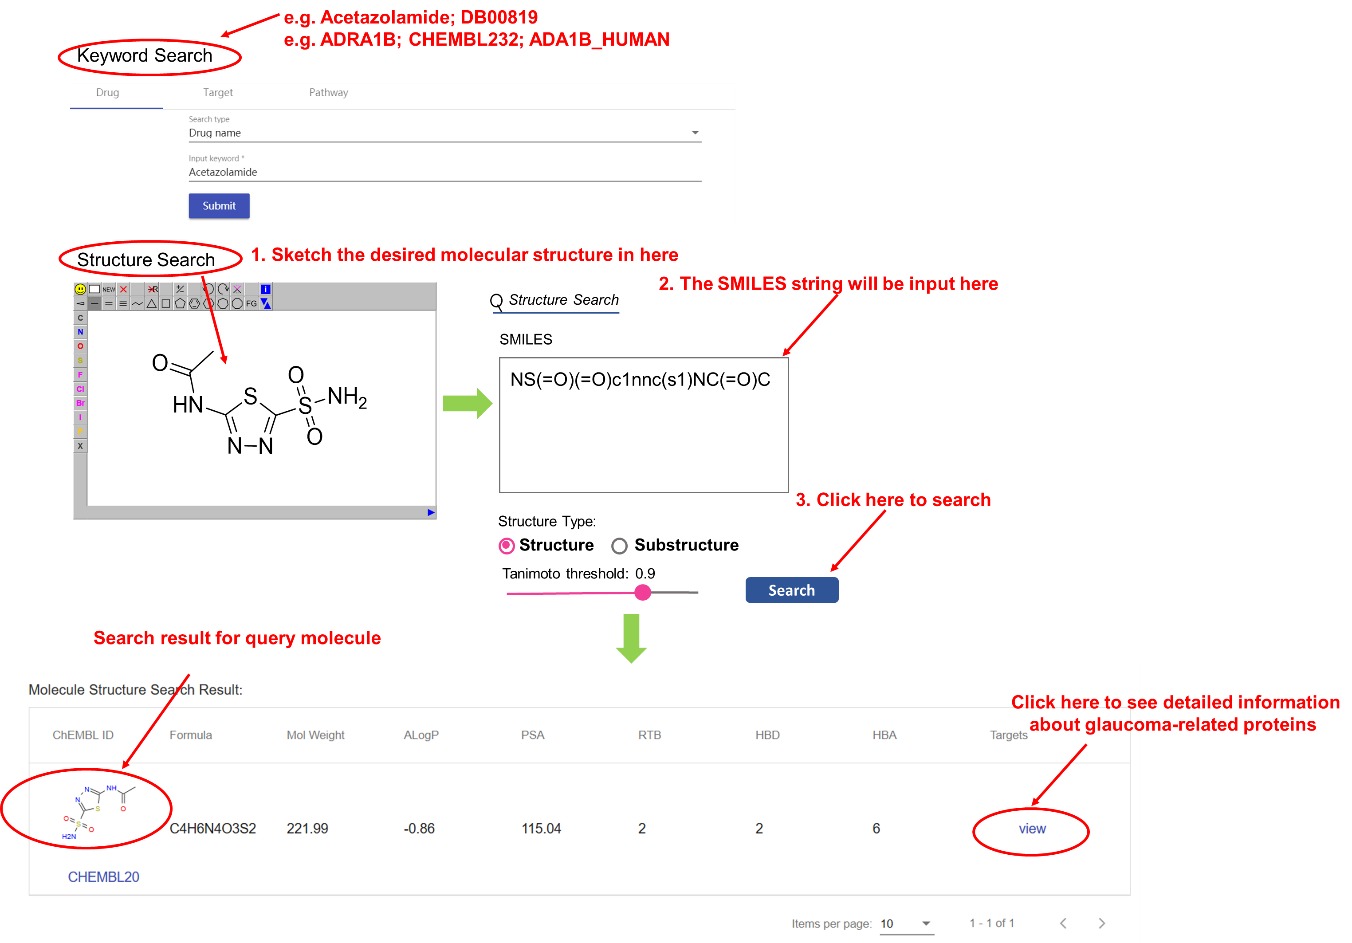 e.g. Acetazolamide; DB00819
e.g. ADRA1B; CHEMBL232; ADA1B_HUMAN
Keyword Search
Drug Target Pathway
Search type
Drug name
Input keyword *
Acetazolamide
Submit
Structure Search
1. Sketch the desired molecular structure in here
NEW
FG
C
N
O
S
F
Cl
Br
I
X
O
HN
S
N
N
O
S
O
NH2
2. The SMILES string will be input here
Structure Search
SMILES
NS(=O)(=O)c1nnc(s1)NC(=O)C
3. Click here to search
Structure Type:
Structure Substructure
Tanimoto threshold: 0.9
Search
Search result for query molecule
Molecule Structure Search Result:
Click here to see detailed information
about glaucoma-related proteins
ChEMBL ID Formula Mol Weight ALogP PSA RTB HBD HBA Targets
N
NH
N
S
O
O
S
O
H2N
C4H6N4O3S2 221.99 -0.86 115.04 2 2 6 view
CHEMBL20
Items per page: 10 1 - 1 of 1